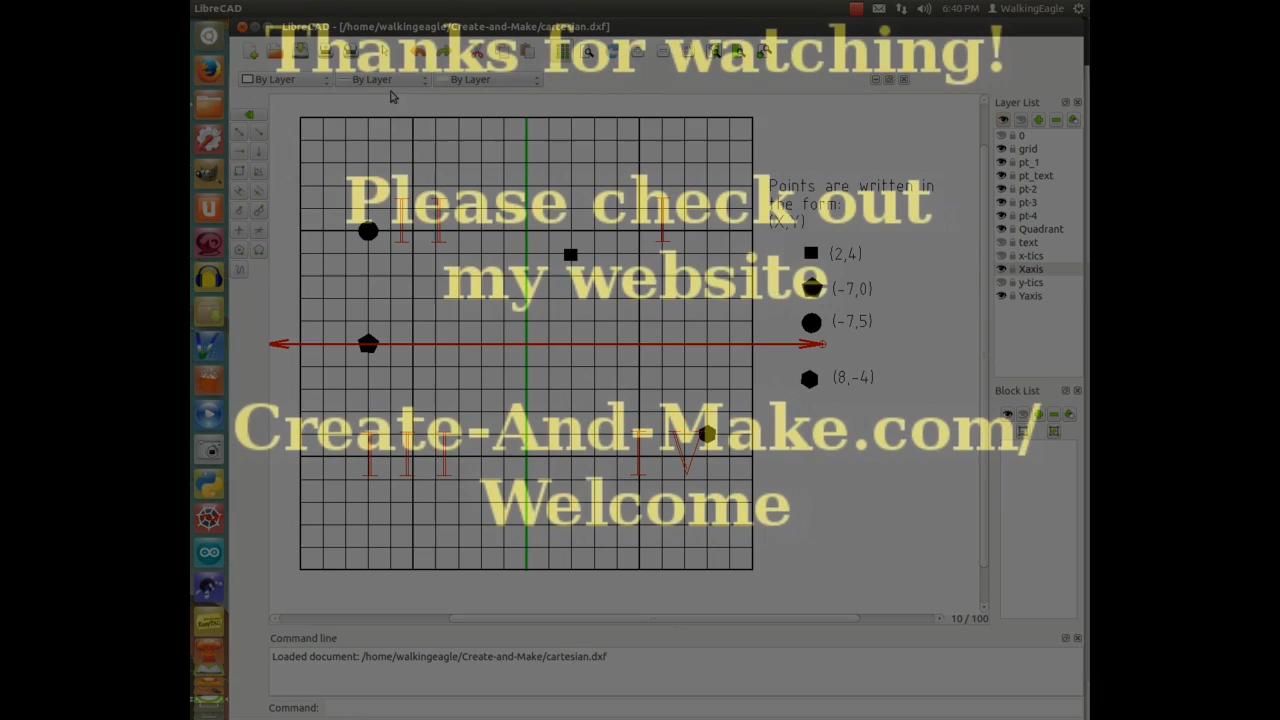 LibreCAD
6:40 PM
WalkingEagle
LibreCAD - [/home/walkingeagle/Create-and-Make/cartesian.dxf]
Thanks for watching!
By Layer
By Layer
By Layer
Layer List
0
grid
pt_1
pt_text
pt-2
pt-3
pt-4
Quadrant
text
x-tics
Xaxis
y-tics
Yaxis
Points are written in
the form:
(X,Y)
Please check out
my website
II
I
(2,4)
(-7,0)
(-7,5)
(8,-4)
Block List
Create-And-Make.com/
Welcome
III
IV
10 / 100
Command line
Loaded document: /home/walkingeagle/Create-and-Make/cartesian.dxf
Command: